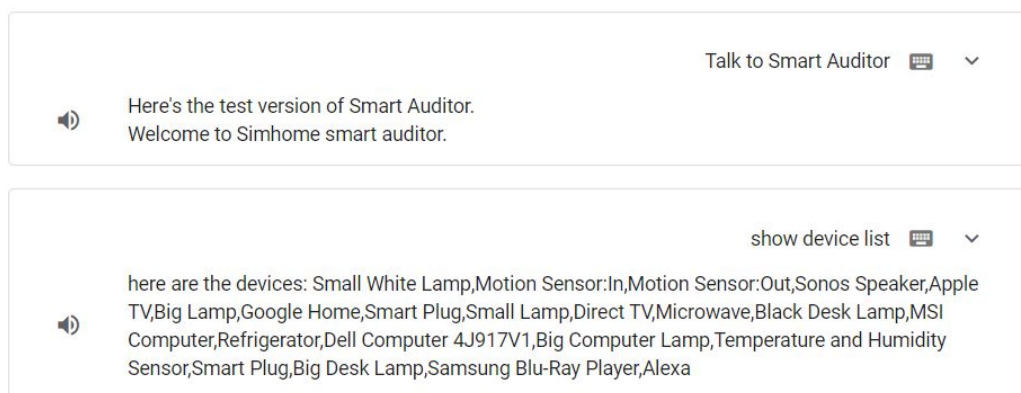 Talk to Smart Auditor
Here's the test version of Smart Auditor.
Welcome to Simhome smart auditor.
show device list
here are the devices: Small White Lamp,Motion Sensor:In,Motion Sensor:Out,Sonos Speaker,Apple
TV,Big Lamp,Google Home,Smart Plug,Small Lamp,Direct TV,Microwave,Black Desk Lamp,MSI
Computer,Refrigerator,Dell Computer 4J917V1,Big Computer Lamp,Temperature and Humidity
Sensor,Smart Plug,Big Desk Lamp,Samsung Blu-Ray Player,Alexa